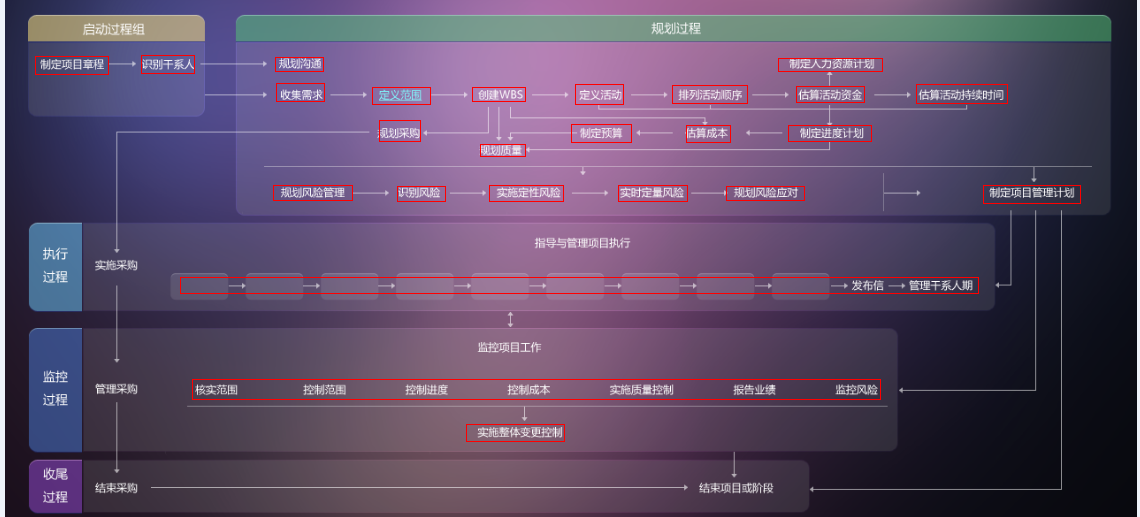 启动过程组
规划过程
制定项目章程
识别干系人
规划沟通
制定人力资源计划
收集需求
定义范围
创建WBS
定义活动
排列活动顺序
估算活动资金
估算活动持续时间
规划采购
规划质量
制定预算
估算成本
制定进度计划
规划风险管理
识别风险
实施定性风险
实时定量风险
规划风险应对
制定项目管理计划
执行
过程
指导与管理项目执行
实施采购
发布信
管理干系人期
监控
过程
监控项目工作
管理采购
核实范围
控制范围
控制进度
控制成本
实施质量控制
报告业绩
监控风险
实施整体变更控制
收尾
过程
结束采购
结束项目或阶段